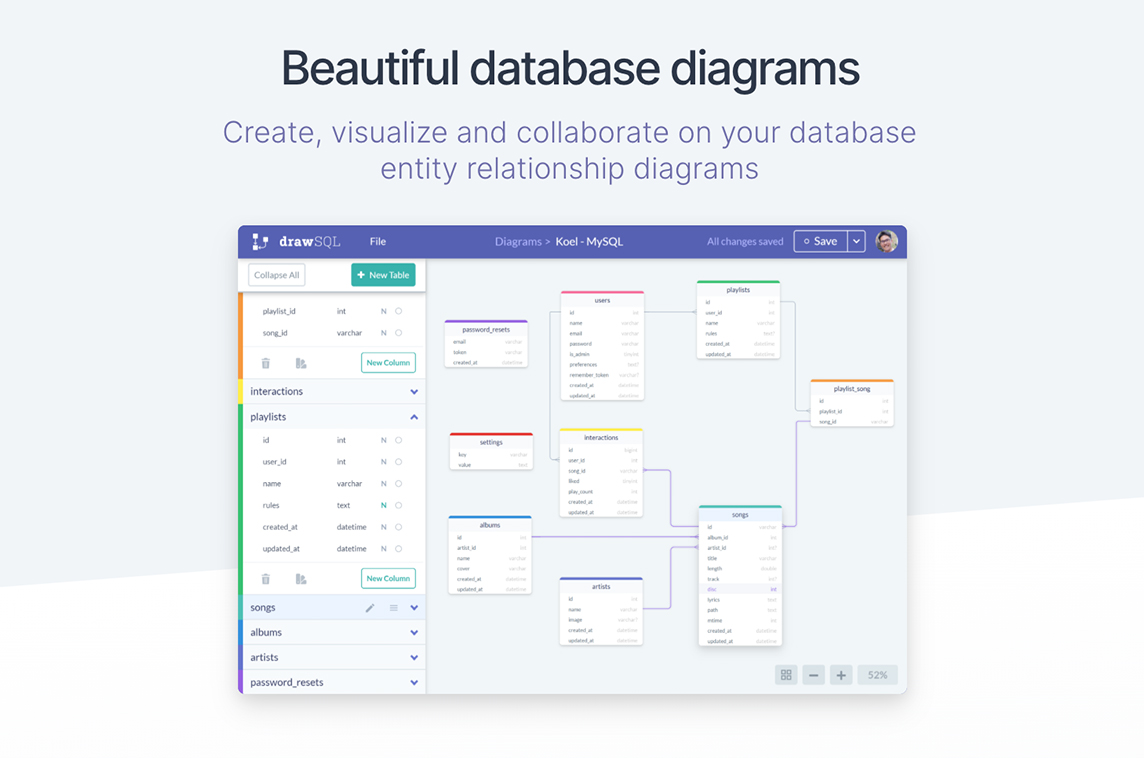 Beautiful database diagrams
Create, visualize and collaborate on your database
entity relationship diagrams
drawSQL File Diagrams > Koel - MySQL All changes saved Save
Collapse All + New Table
playlist_id int N
song_id varchar N
New Column
interactions
playlists
id int N
user_id int N
name varchar N
rules text N
created_at datetime N
updated_at datetime N
New Column
songs
albums
artists
password_resets
password_resets
email varchar
token varchar
created_at datetime
users
id int
name varchar
email varchar
password varchar
is_admin
preferences text?
remember_token varchar?
created_at datetime
updated_at datetime
playlists
id int
user_id int
name varchar
rules text?
created_at datetime
updated_at datetime
playlist_song
id int
playlist_id int
song_id varchar
settings
key varchar
value text
interactions
id bigint
user_id int
song_id varchar
liked
play_count int
created_at datetime
updated_at datetime
albums
id int
artist_id int
name varchar
cover varchar
created_at datetime
updated_at datetime
artists
id int
name varchar
image varchar?
created_at datetime
updated_at datetime
songs
id varchar
album_id int
artist_id int?
title varchar
length double
track int?
disc int
lyrics text
path text
mtime int
created_at datetime
updated_at datetime
52%